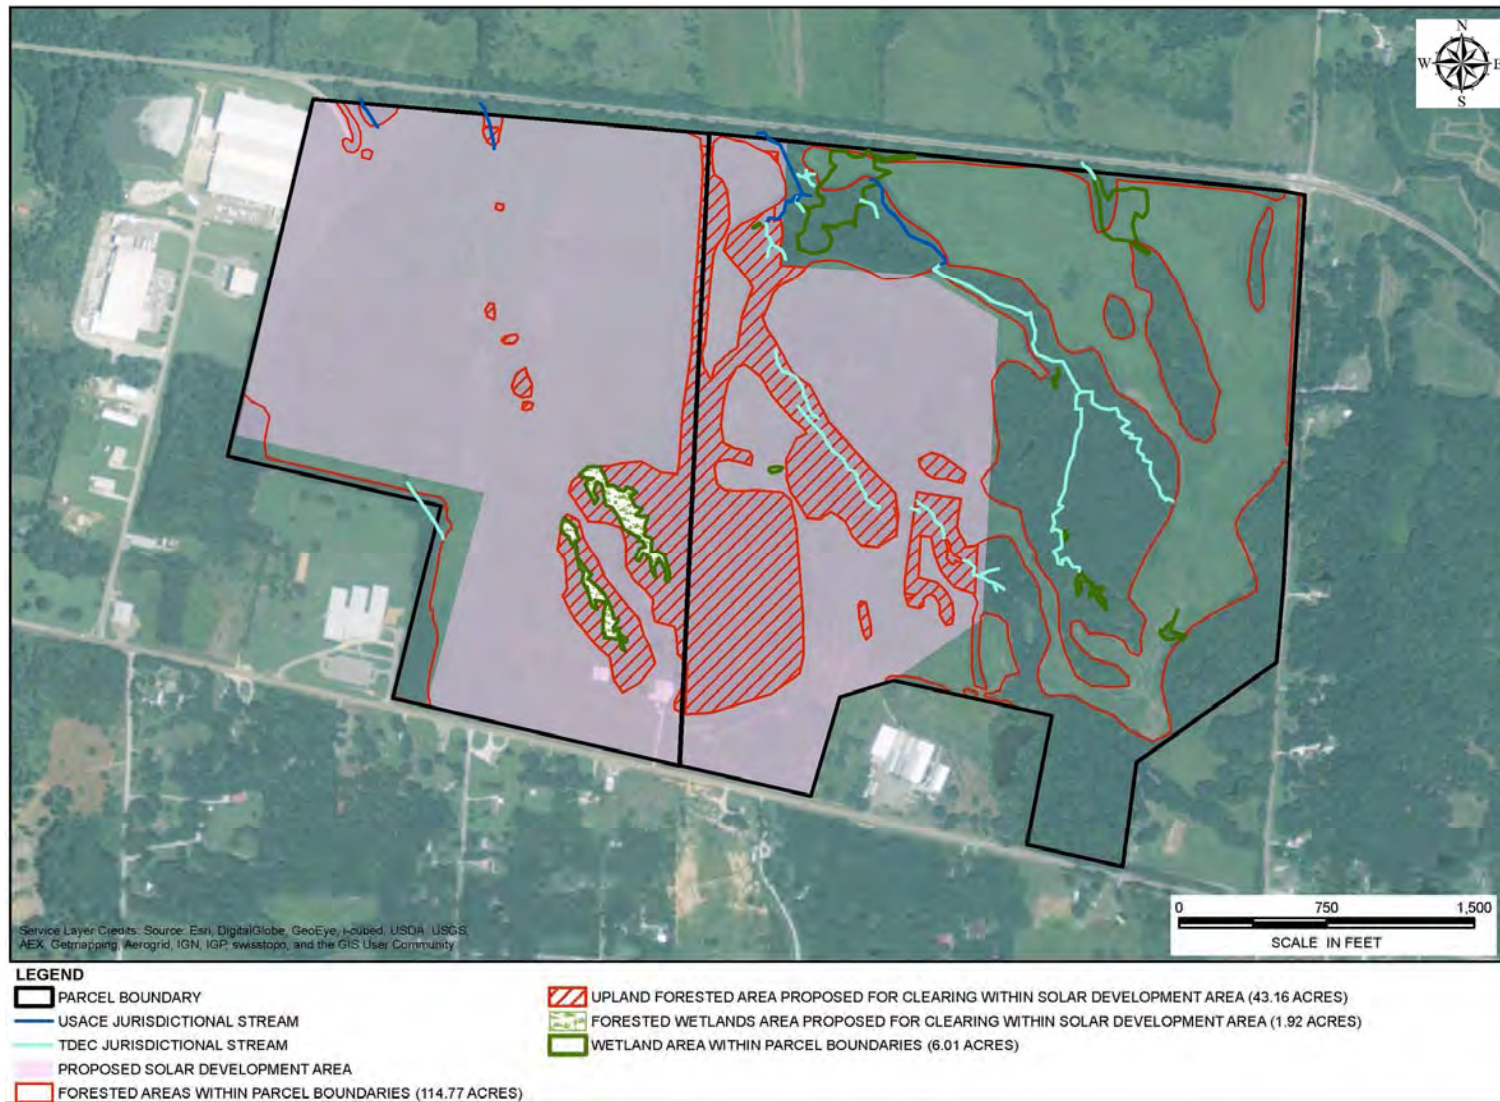 N
W E
S
0 750 1,500
SCALE IN FEET
Service Layer Credits: Source: Esri, DigitalGlobe, GeoEye, i-cubed, USDA, USGS,
AEX, Getmapping, Aerogrid, IGN, IGP, swisstopo, and the GIS User Community
LEGEND
PARCEL BOUNDARY
USACE JURISDICTIONAL STREAM
TDEC JURISDICTIONAL STREAM
PROPOSED SOLAR DEVELOPMENT AREA
FORESTED AREAS WITHIN PARCEL BOUNDARIES (114.77 ACRES)
UPLAND FORESTED AREA PROPOSED FOR CLEARING WITHIN SOLAR DEVELOPMENT AREA (43.16 ACRES)
FORESTED WETLANDS AREA PROPOSED FOR CLEARING WITHIN SOLAR DEVELOPMENT AREA (1.92 ACRES)
WETLAND AREA WITHIN PARCEL BOUNDARIES (6.01 ACRES)